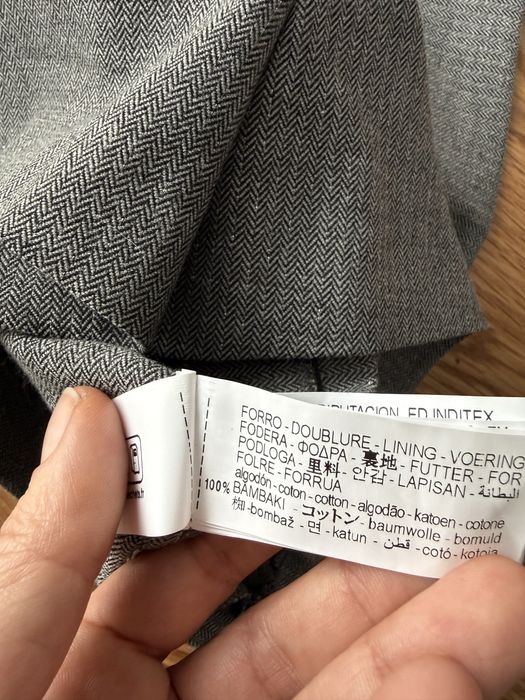 ED.INDITEX
FORRO - DOUBLURE - LINING - VOERING
FODERA - ΦΟΔΡΑ - 裏地 - FUTTER - FOR
PODLOGA - 里料 - 안감 - LAPISAN - البطانة
FOLRE - FORRUA
algodón - coton - cotton - algodão - katoen - cotone
100% BAMBAKI - コットン - baumwolle - bomuld
棉 - bombaž - 면 - katun - قطن - cotó - kotoia